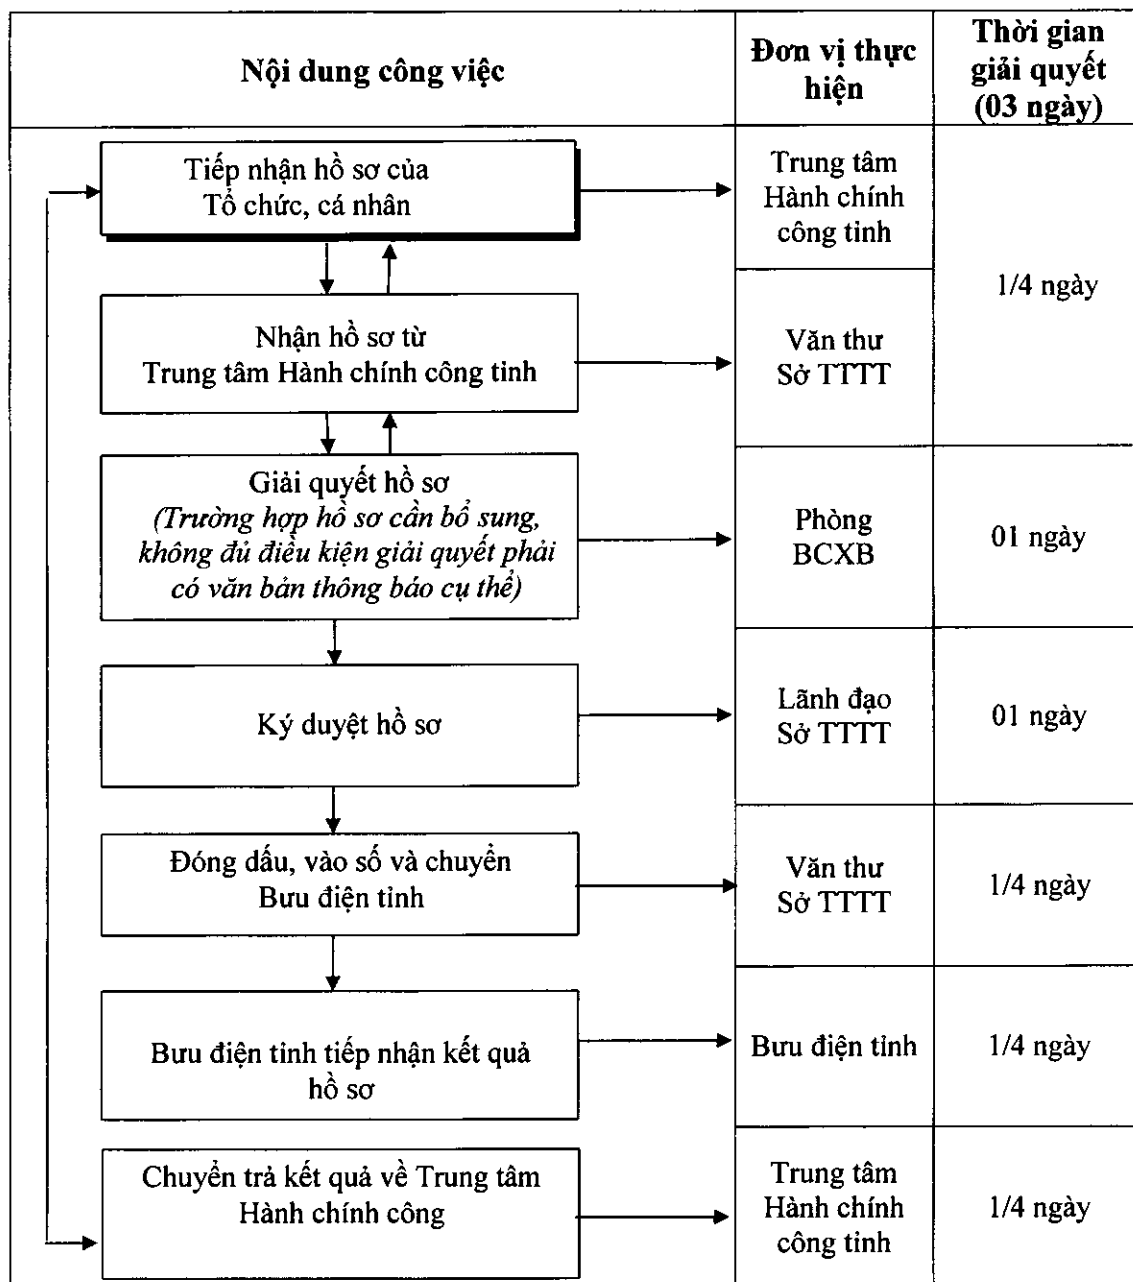 Nội dung công việc
Đơn vị thực
hiện
Thời gian
giải quyết
(03 ngày)
Tiếp nhận hồ sơ của
Tổ chức, cá nhân
Trung tâm
Hành chính
công tỉnh
1/4 ngày
Nhận hồ sơ từ
Trung tâm Hành chính công tỉnh
Văn thư
Sở TTTT
Giải quyết hồ sơ
(Trường hợp hồ sơ cần bổ sung,
không đủ điều kiện giải quyết phải
có văn bản thông báo cụ thể)
Phòng
BCXB
01 ngày
Ký duyệt hồ sơ
Lãnh đạo
Sở TTTT
01 ngày
Đóng dấu, vào số và chuyển
Bưu điện tỉnh
Văn thư
Sở TTTT
1/4 ngày
Bưu điện tỉnh tiếp nhận kết quả
hồ sơ
Bưu điện tỉnh
1/4 ngày
Chuyển trả kết quả về Trung tâm
Hành chính công
Trung tâm
Hành chính
công tỉnh
1/4 ngày